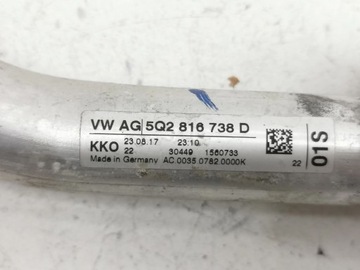 VW AG 5Q2 816 738 D
KKO 23.08.17 23:10
22 30449 1560733
Made in Germany AC 0035 0782 0000K 22
01S